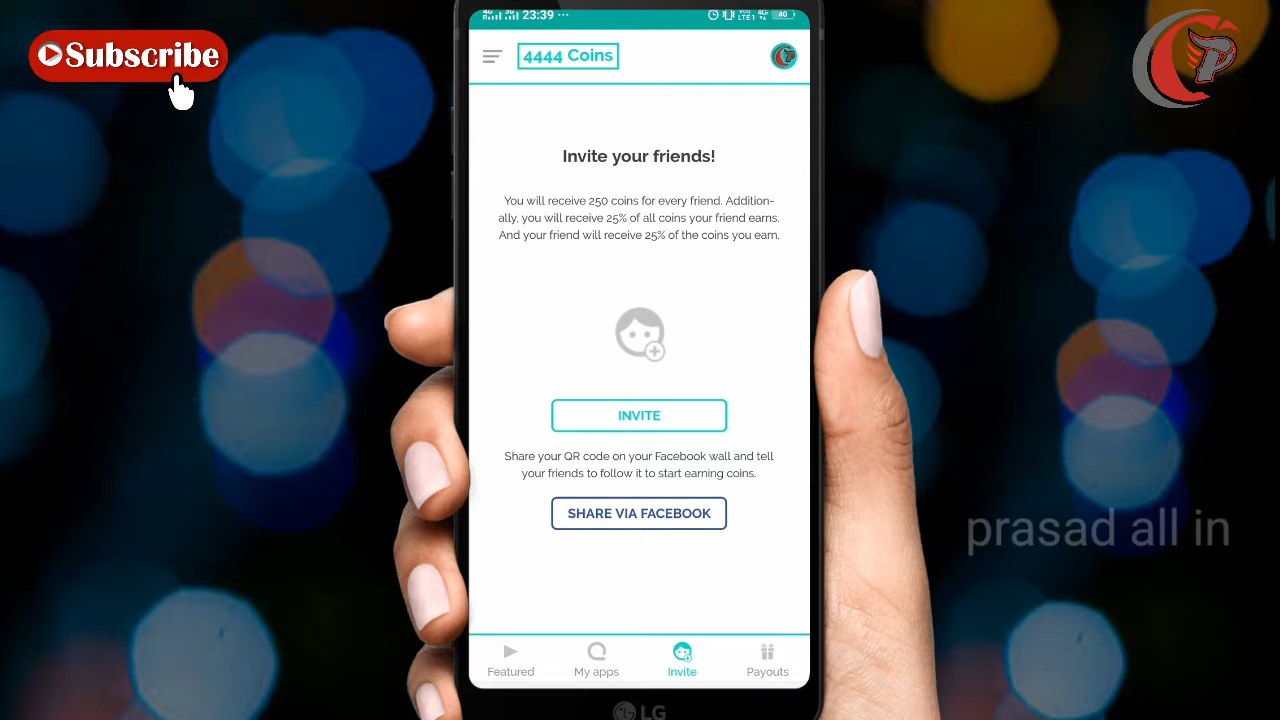 Subscribe
23:39 ...
LTE1
4G
40
4444 Coins
Invite your friends!
You will receive 250 coins for every friend. Addition-
ally, you will receive 25% of all coins your friend earns.
And your friend will receive 25% of the coins you earn.
INVITE
Share your QR code on your Facebook wall and tell
your friends to follow it to start earning coins.
SHARE VIA FACEBOOK
prasad all in
Featured My apps Invite Payouts
LG